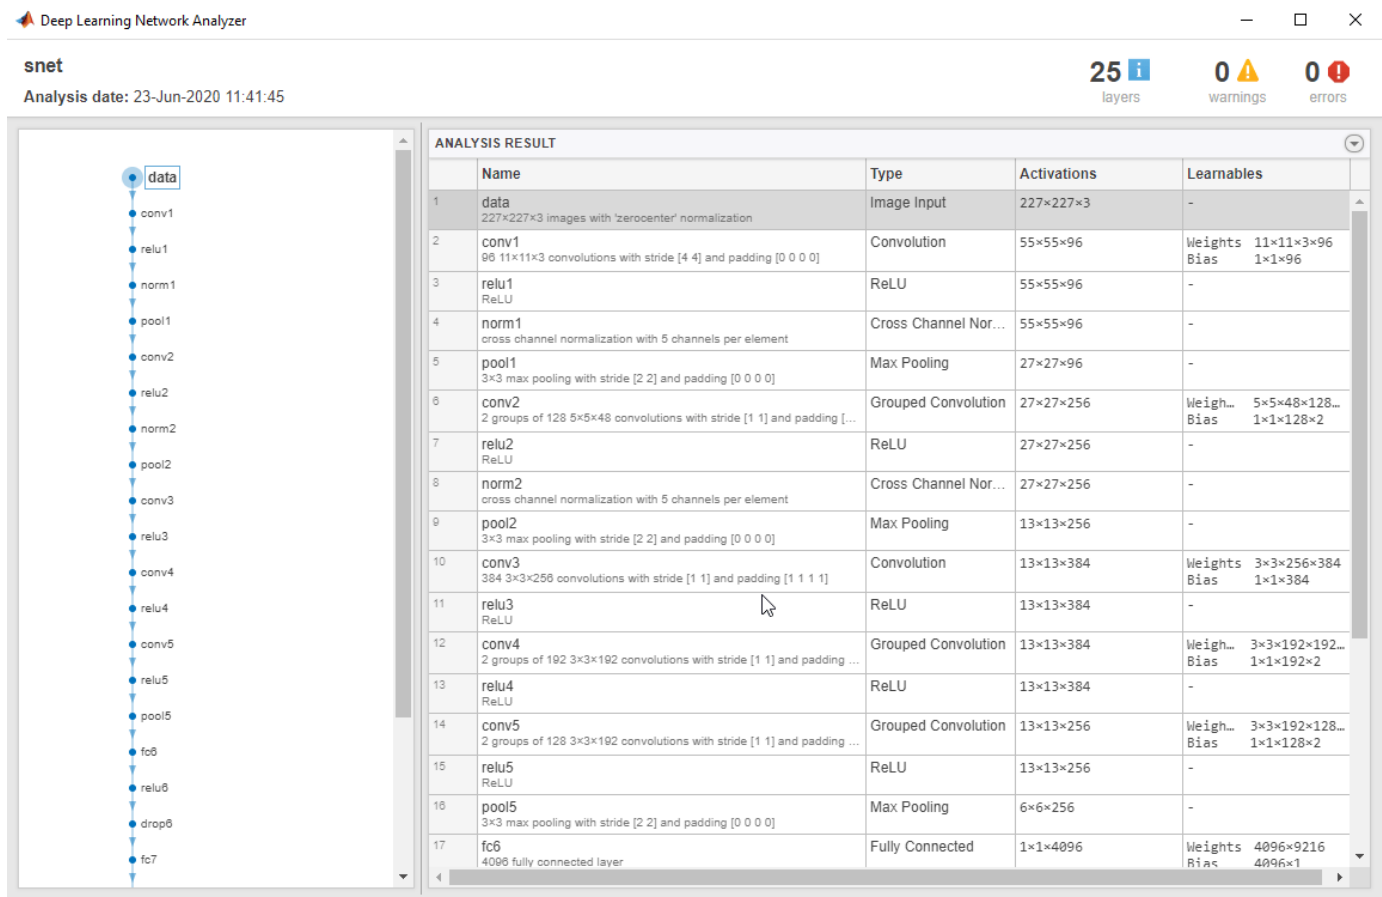 Deep Learning Network Analyzer
snet
Analysis date: 23-Jun-2020 11:41:45
25 i
layers
0
warnings
0
errors
data
conv1
relu1
norm1
pool1
conv2
relu2
norm2
pool2
conv3
relu3
conv4
relu4
conv5
relu5
pool5
fc6
relu6
drop6
fc7
ANALYSIS RESULT
Name Type Activations Learnables
1 data Image Input 227×227×3 -
227×227×3 images with 'zerocenter' normalization
2 conv1 Convolution 55×55×96 Weights 11×11×3×96
96 11×11×3 convolutions with stride [4 4] and padding [0 0 0 0] Bias 1×1×96
3 relu1 ReLU 55×55×96 -
ReLU
4 norm1 Cross Channel Nor... 55×55×96 -
cross channel normalization with 5 channels per element
5 pool1 Max Pooling 27×27×96 -
3×3 max pooling with stride [2 2] and padding [0 0 0 0]
6 conv2 Grouped Convolution 27×27×256 Weigh… 5×5×48×128…
2 groups of 128 5×5×48 convolutions with stride [1 1] and padding [... Bias 1×1×128×2
7 relu2 ReLU 27×27×256 -
ReLU
8 norm2 Cross Channel Nor... 27×27×256 -
cross channel normalization with 5 channels per element
9 pool2 Max Pooling 13×13×256 -
3×3 max pooling with stride [2 2] and padding [0 0 0 0]
10 conv3 Convolution 13×13×384 Weights 3×3×256×384
384 3×3×256 convolutions with stride [1 1] and padding [1 1 1 1] Bias 1×1×384
11 relu3 ReLU 13×13×384 -
ReLU
12 conv4 Grouped Convolution 13×13×384 Weigh… 3×3×192×192…
2 groups of 192 3×3×192 convolutions with stride [1 1] and padding ... Bias 1×1×192×2
13 relu4 ReLU 13×13×384 -
ReLU
14 conv5 Grouped Convolution 13×13×256 Weigh… 3×3×192×128…
2 groups of 128 3×3×192 convolutions with stride [1 1] and padding ... Bias 1×1×128×2
15 relu5 ReLU 13×13×256 -
ReLU
16 pool5 Max Pooling 6×6×256 -
3×3 max pooling with stride [2 2] and padding [0 0 0 0]
17 fc6 Fully Connected 1×1×4096 Weights 4096×9216
4096 fully connected layer Bias 4096×1